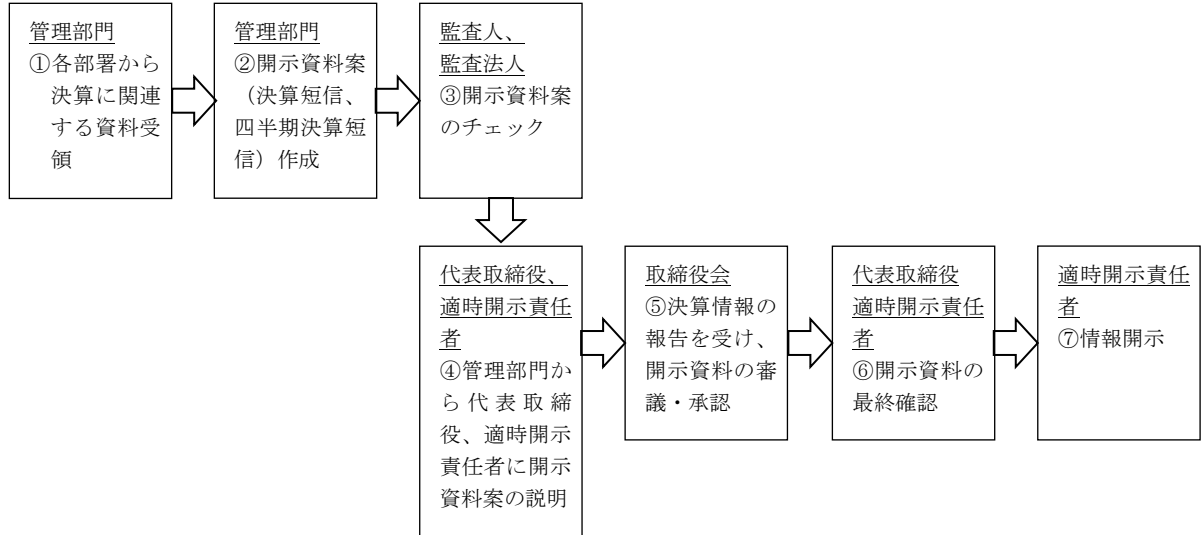 管理部門
①各部署から
決算に関連
する資料受
領
管理部門
②開示資料案
（決算短信、
四半期決算短
信）作成
監査人、
監査法人
③開示資料案
のチェック
代表取締役、
適時開示責任
者
④管理部門か
ら代表取締
役、適時開示
責任者に開示
資料案の説明
取締役会
⑤決算情報の
報告を受け、
開示資料の審
議・承認
代表取締役
適時開示責任
者
⑥開示資料の
最終確認
適時開示責任
者
⑦情報開示